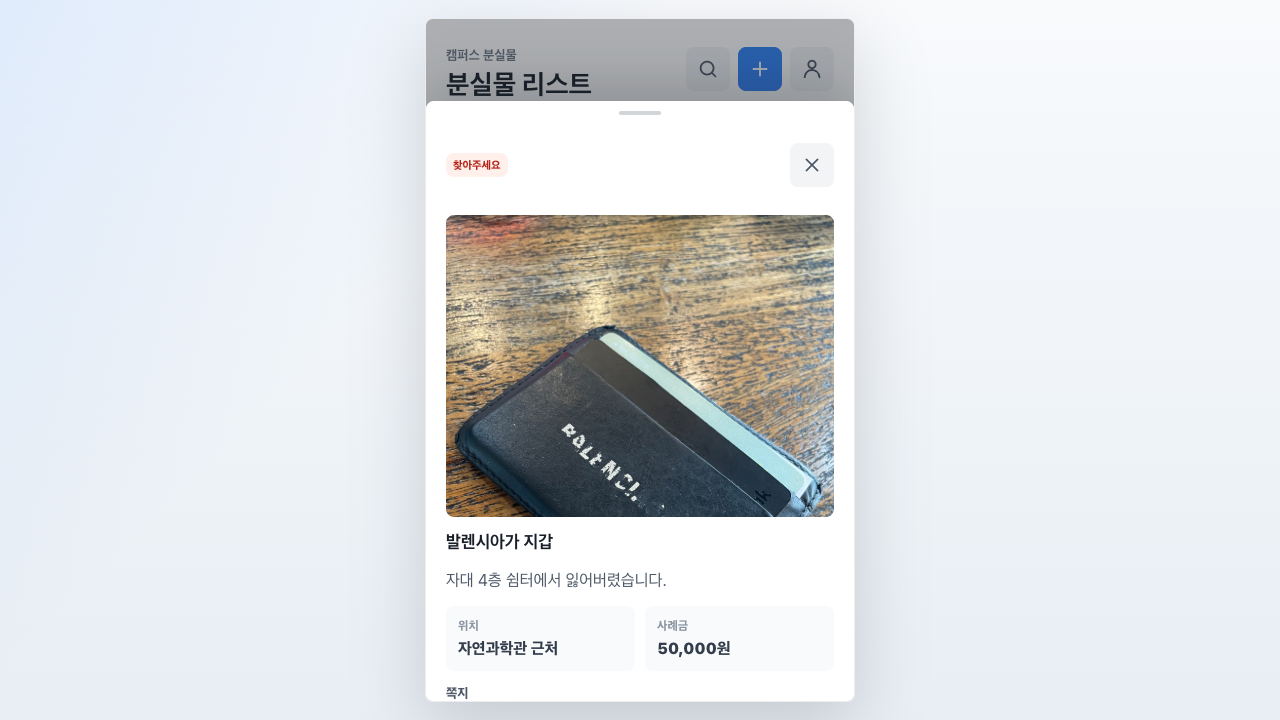 캠퍼스 분실물
분실물 리스트
찾아주세요
발렌시아가 지갑
자대 4층 쉼터에서 잃어버렸습니다.
위치
자연과학관 근처
사례금
50,000원
쪽지